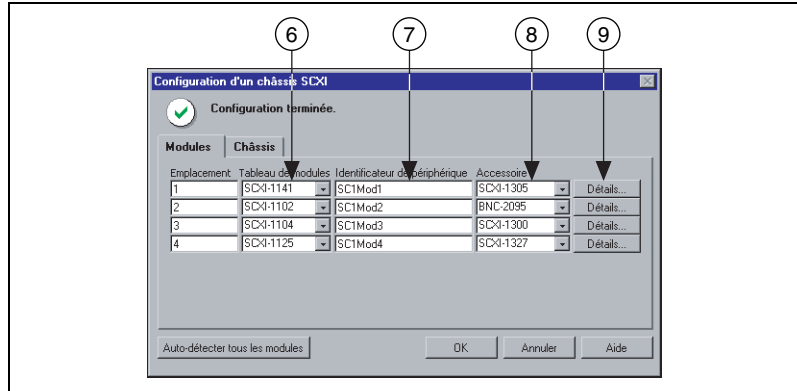 6 7 8 9
Configuration d'un châssis SCXI
Configuration terminée.
Modules Châssis
Emplacement Tableau de modules Identificateur de périphérique Accessoire
1 SCXI-1141 SC1Mod1 SCXI-1305 Détails...
2 SCXI-1102 SC1Mod2 BNC-2095 Détails...
3 SCXI-1104 SC1Mod3 SCXI-1300 Détails...
4 SCXI-1125 SC1Mod4 SCXI-1327 Détails...
Auto-détecter tous les modules OK Annuler Aide